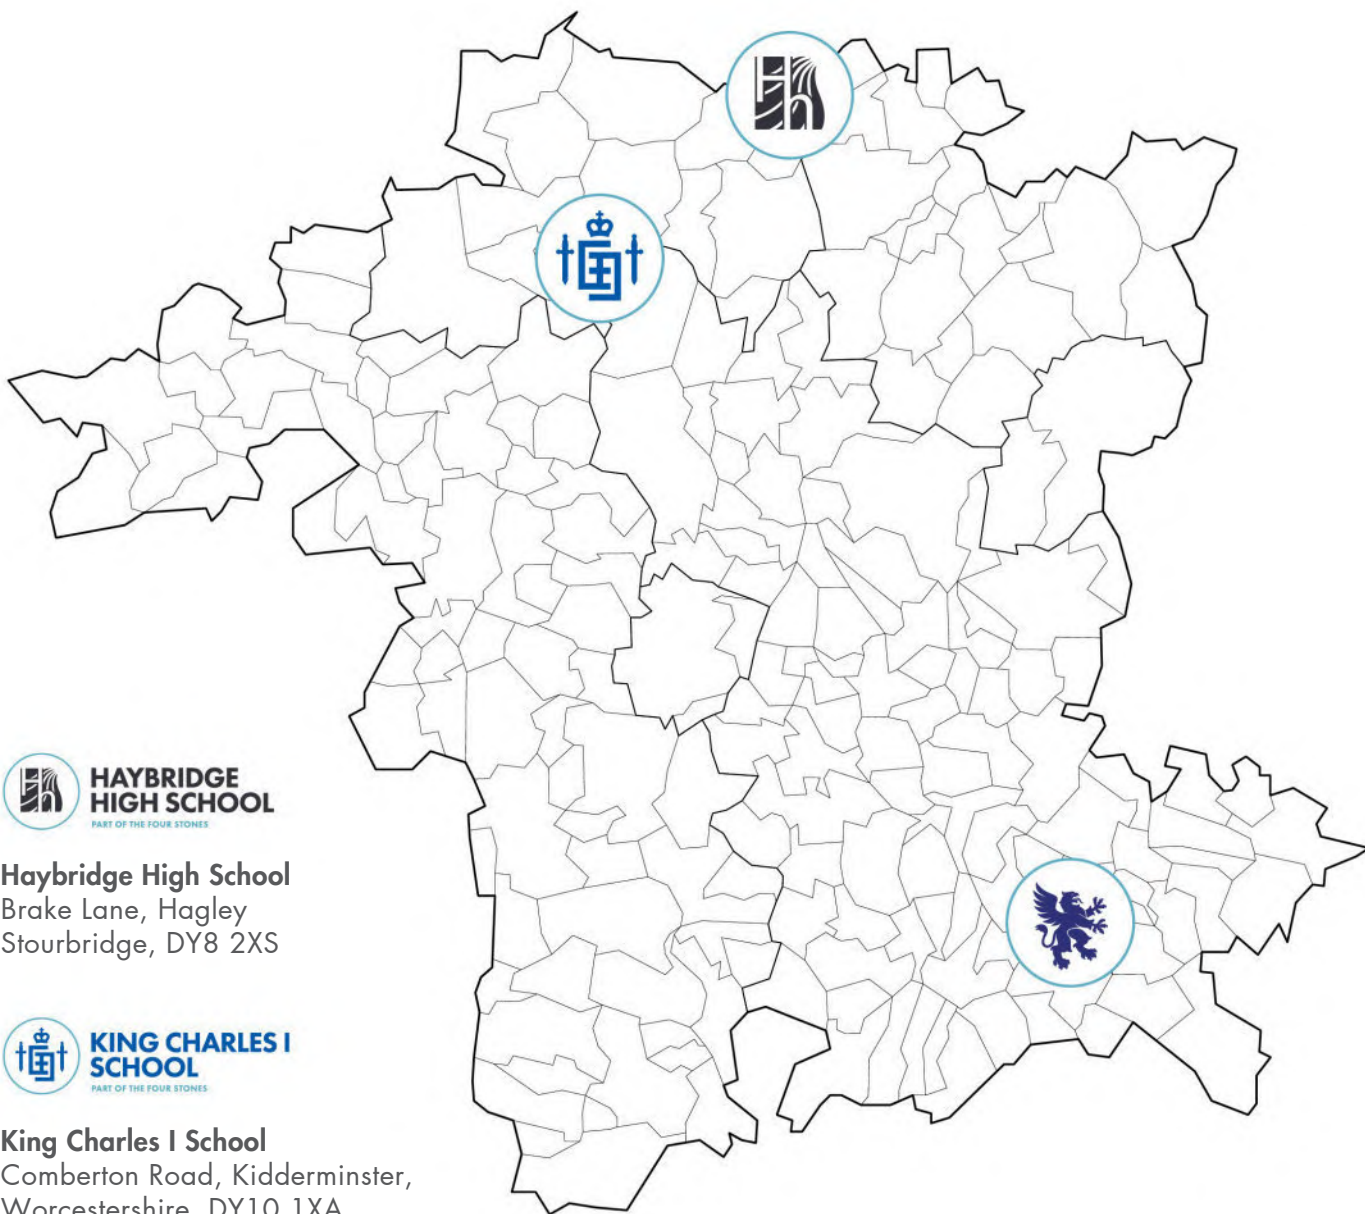 HAYBRIDGE
HIGH SCHOOL
PART OF THE FOUR STONES
Haybridge High School
Brake Lane, Hagley
Stourbridge, DY8 2XS
KING CHARLES I
SCHOOL
PART OF THE FOUR STONES
King Charles I School
Comberton Road, Kidderminster,
Worcestershire, DY10 1XA